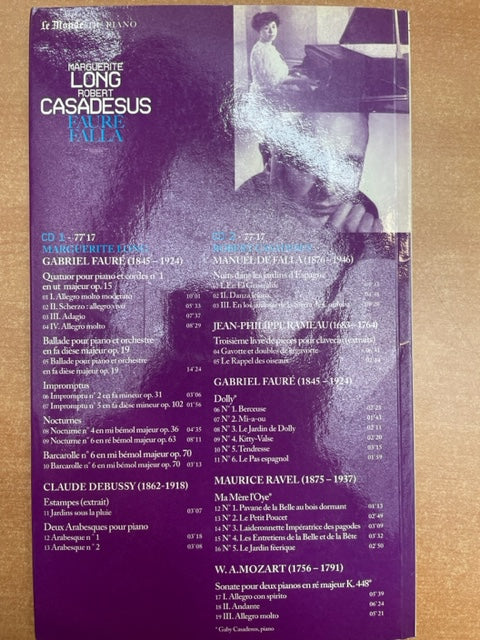 Le Monde DU PIANO
MARGUERITE
LONG
ROBERT
CASADESUS
FAURE
FALLA
CD 1 - 77'17
MARGUERITE LONG
GABRIEL FAURÉ (1845 – 1924)
Quatuor pour piano et cordes n° 1
en ut majeur op. 15
01 I. Allegro molto moderato 10'01
02 II. Scherzo : allegro vivo 05'33
03 III. Adagio 07'37
04 IV. Allegro molto 08'29
Ballade pour piano et orchestre
en fa dièse majeur op. 19
05 Ballade pour piano et orchestre
en fa dièse majeur op. 19 14'24
Impromptus
06 Impromptu n° 2 en fa mineur op. 31 03'06
07 Impromptu n° 5 en fa dièse mineur op. 102 01'56
Nocturnes
08 Nocturne n° 4 en mi bémol majeur op. 36 04'35
09 Nocturne n° 6 en ré bémol majeur op. 63 08'11
Barcarolle n° 6 en mi bémol majeur op. 70
10 Barcarolle n° 6 en mi bémol majeur op. 70 03'13
CLAUDE DEBUSSY (1862-1918)
Estampes (extrait)
11 Jardins sous la pluie 03'07
Deux Arabesques pour piano
12 Arabesque n° 1 03'18
13 Arabesque n° 2 03'08
CD 2 - 77'17
MANUEL DE FALLA (1876 – 1946)
Nuits dans les jardins d'Espagne
01 I. En El Generalife
02 II. Danza lejana
03 III. En los jardines de la sierra de Cordoba
JEAN-PHILIPPE RAMEAU (1683 – 1764)
Troisième livre de pièces pour clavecin (extraits)
04 Gavotte et doubles de la gavotte
05 Le Rappel des oiseaux
GABRIEL FAURÉ (1845 – 1924)
Dolly*
06 N° 1. Berceuse 02'23
07 N° 2. Mi-a-ou 01'43
08 N° 3. Le Jardin de Dolly 02'11
09 N° 4. Kitty-Valse 02'20
10 N° 5. Tendresse 03'15
11 N° 6. Le Pas espagnol 01'59
MAURICE RAVEL (1875 – 1937)
Ma Mère l'Oye*
12 N° 1. Pavane de la Belle au bois dormant 01'13
13 N° 2. Le Petit Poucet 02'49
14 N° 3. Laideronnette Impératrice des pagodes 03'09
15 N° 4. Les Entretiens de la Belle et de la Bête 03'32
16 N° 5. Le Jardin féerique 02'50
W. A. MOZART (1756 – 1791)
Sonate pour deux pianos en ré majeur K. 448*
17 I. Allegro con spirito 05'39
18 II. Andante 06'24
19 III. Allegro molto 05'21
* Gaby Casadesus, piano